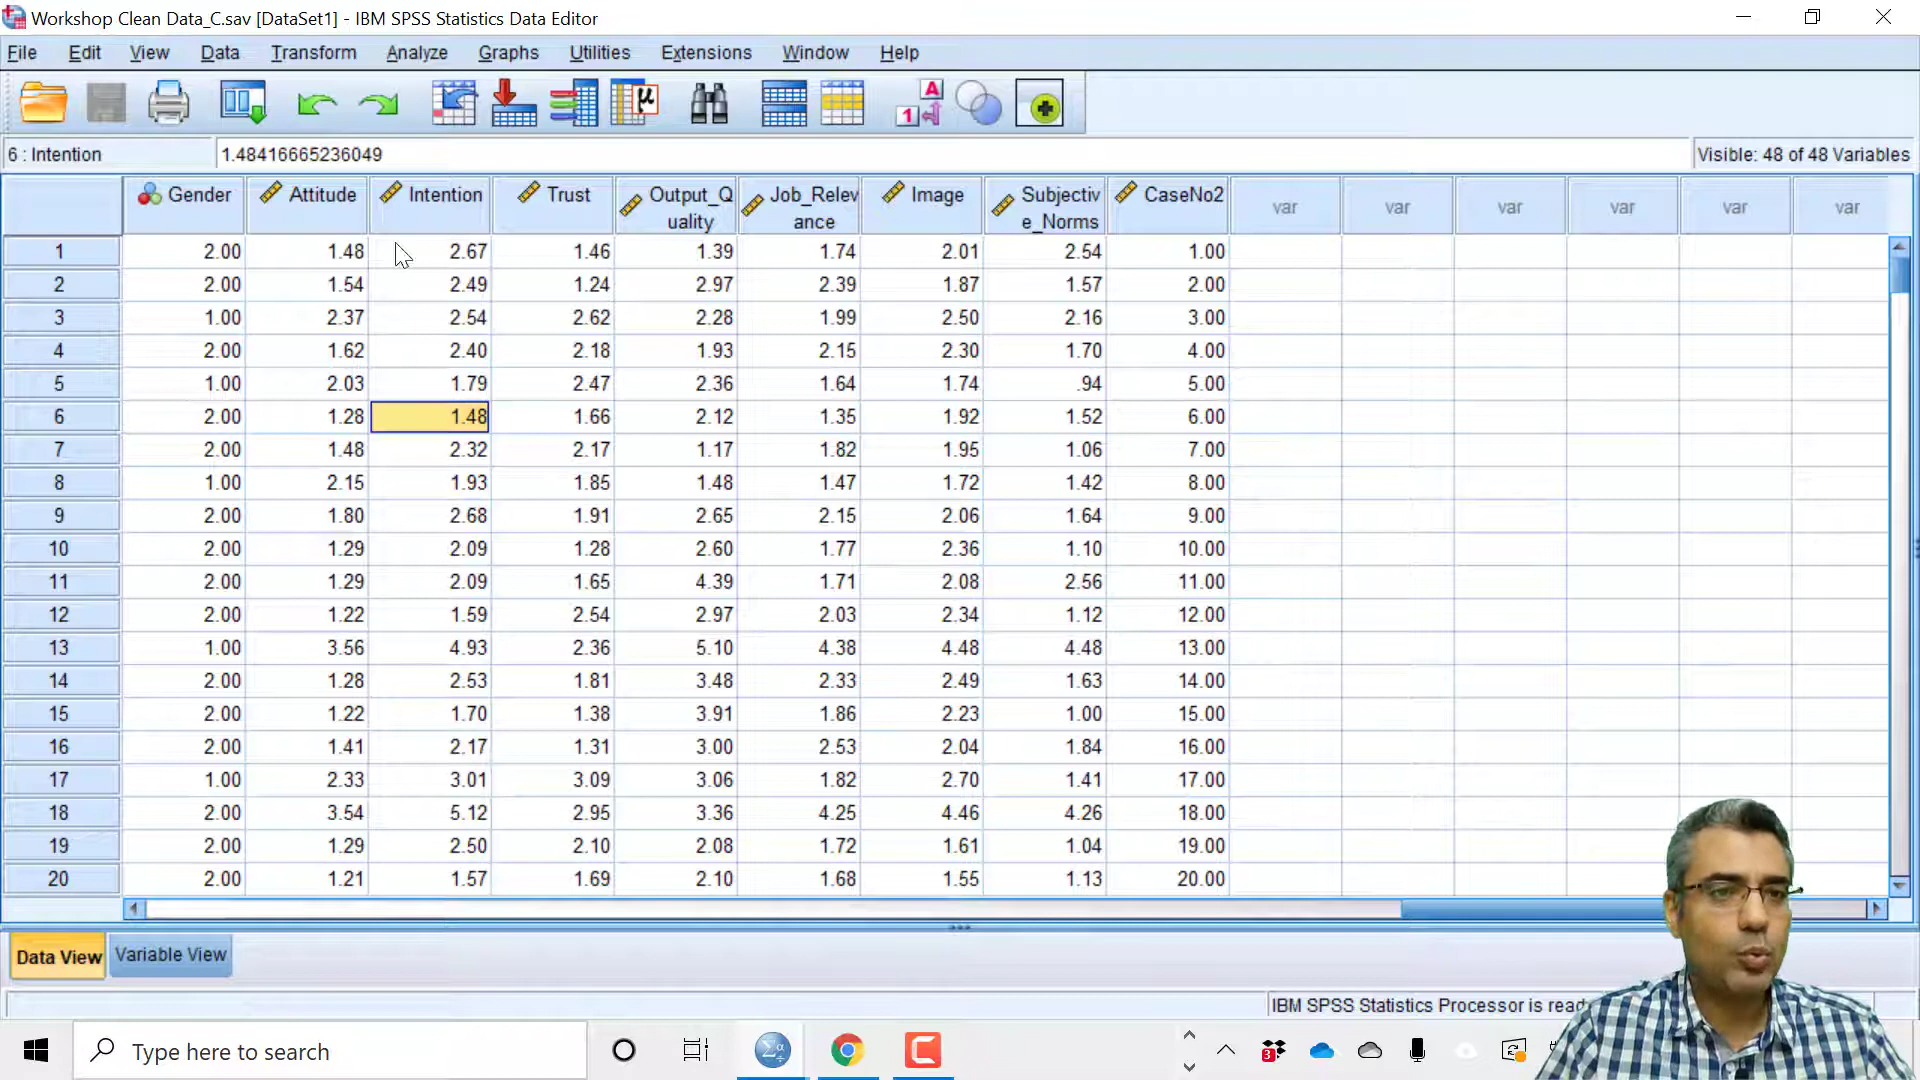 Workshop Clean Data_C.sav [DataSet1] - IBM SPSS Statistics Data Editor
File Edit View Data Transform Analyze Graphs Utilities Extensions Window Help
6 : Intention 1.48416665236049 Visible: 48 of 48 Variables
Gender Attitude Intention Trust Output_Quality Job_Relevance Image Subjective_Norms CaseNo2 var var var var var var
1 2.00 1.48 2.67 1.46 1.39 1.74 2.01 2.54 1.00
2 2.00 1.54 2.49 1.24 2.97 2.39 1.87 1.57 2.00
3 1.00 2.37 2.54 2.62 2.28 1.99 2.50 2.16 3.00
4 2.00 1.62 2.40 2.18 1.93 2.15 2.30 1.70 4.00
5 1.00 2.03 1.79 2.47 2.36 1.64 1.74 .94 5.00
6 2.00 1.28 1.48 1.66 2.12 1.35 1.92 1.52 6.00
7 2.00 1.48 2.32 2.17 1.17 1.82 1.95 1.06 7.00
8 1.00 2.15 1.93 1.85 1.48 1.47 1.72 1.42 8.00
9 2.00 1.80 2.68 1.91 2.65 2.15 2.06 1.64 9.00
10 2.00 1.29 2.09 1.28 2.60 1.77 2.36 1.10 10.00
11 2.00 1.29 2.09 1.65 4.39 1.71 2.08 2.56 11.00
12 2.00 1.22 1.59 2.54 2.97 2.03 2.34 1.12 12.00
13 1.00 3.56 4.93 2.36 5.10 4.38 4.48 4.48 13.00
14 2.00 1.28 2.53 1.81 3.48 2.33 2.49 1.63 14.00
15 2.00 1.22 1.70 1.38 3.91 1.86 2.23 1.00 15.00
16 2.00 1.41 2.17 1.31 3.00 2.53 2.04 1.84 16.00
17 1.00 2.33 3.01 3.09 3.06 1.82 2.70 1.41 17.00
18 2.00 3.54 5.12 2.95 3.36 4.25 4.46 4.26 18.00
19 2.00 1.29 2.50 2.10 2.08 1.72 1.61 1.04 19.00
20 2.00 1.21 1.57 1.69 2.10 1.68 1.55 1.13 20.00
Data View Variable View
IBM SPSS Statistics Processor is
Type here to search